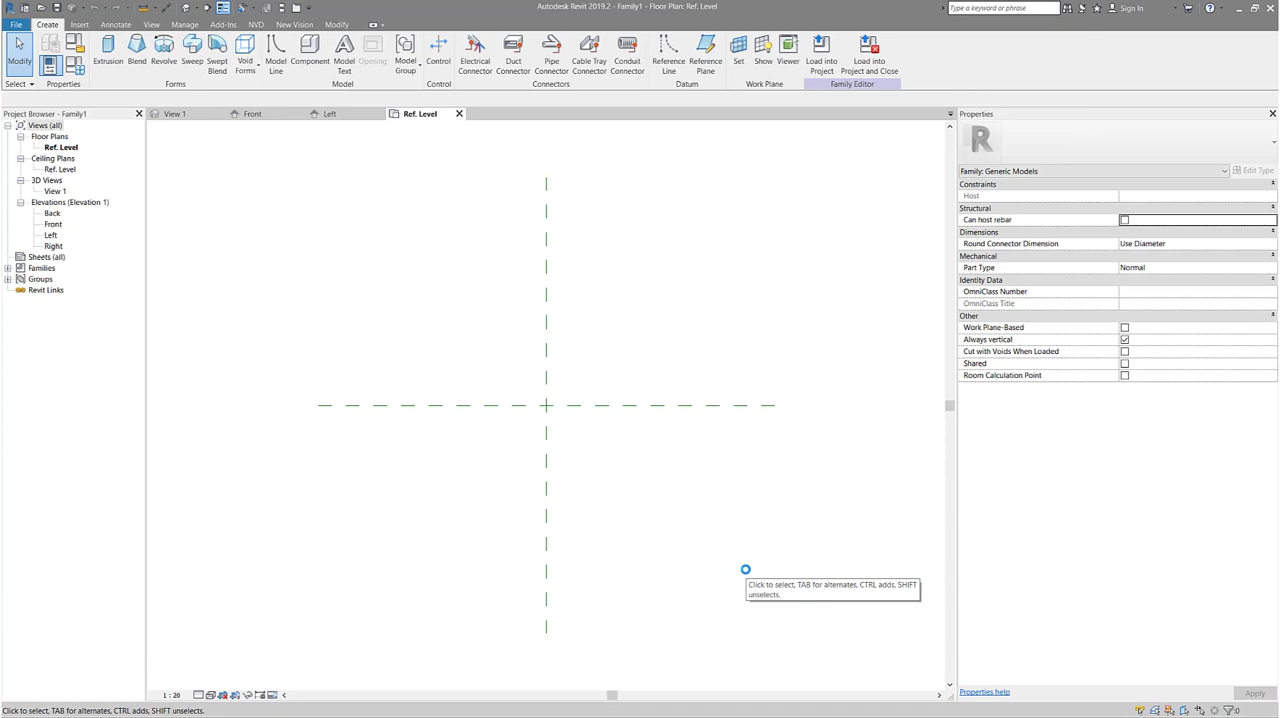 Autodesk Revit 2019.2 - Family1 - Floor Plan: Ref. Level
Type a keyword or phrase
Sign In
File Create Insert Annotate View Manage Add-Ins NVD New Vision Modify
Modify
Extrusion Blend Revolve Sweep Swept Blend Void Forms
Model Line Component Model Text Opening Model Group
Control
Electrical Connector Duct Connector Pipe Connector Cable Tray Connector Conduit Connector
Reference Line Reference Plane
Set Show Viewer
Load into Project Load into Project and Close
Select Properties Forms Model Control Connectors Datum Work Plane Family Editor
Project Browser - Family1
View 1 Front Left Ref. Level
Views (all)
Floor Plans
Ref. Level
Ceiling Plans
Ref. Level
3D Views
View 1
Elevations (Elevation 1)
Back
Front
Left
Right
Sheets (all)
Families
Groups
Revit Links
Click to select, TAB for alternates, CTRL adds, SHIFT
unselects.
1 : 20
Properties
R
Family: Generic Models
Edit Type
Constraints
Host
Structural
Can host rebar
Dimensions
Round Connector Dimension Use Diameter
Mechanical
Part Type Normal
Identity Data
OmniClass Number
OmniClass Title
Other
Work Plane-Based
Always vertical
Cut with Voids When Loaded
Shared
Room Calculation Point
Properties help
Apply
Click to select, TAB for alternates, CTRL adds, SHIFT unselects.
:0